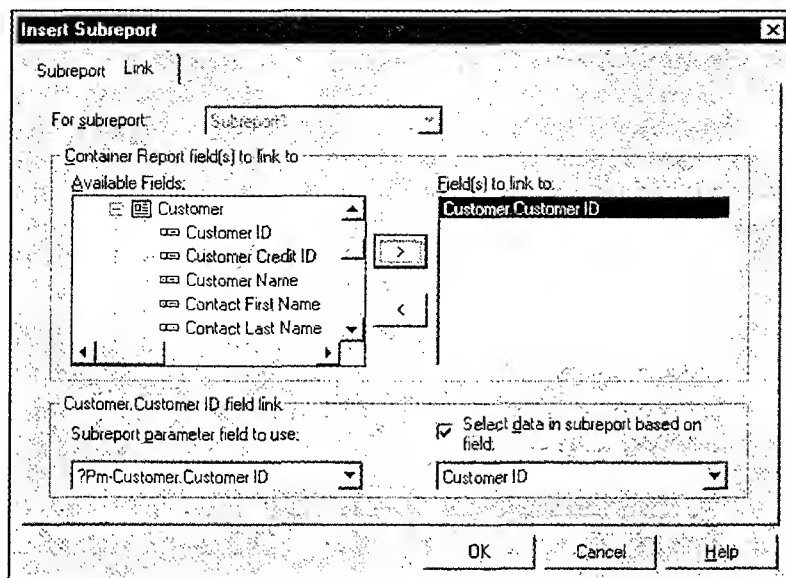 Insert Subreport
Subreport Link
For subreport: Subreport1
Container Report field(s) to link to
Available Fields:
Field(s) to link to:
Customer
Customer ID
Customer Credit ID
Customer Name
Contact First Name
Contact Last Name
>
<
Customer.Customer ID
Customer.Customer ID field link
Subreport parameter field to use:
?Pm-Customer.Customer ID
Select data in subreport based on
field:
Customer ID
OK Cancel Help